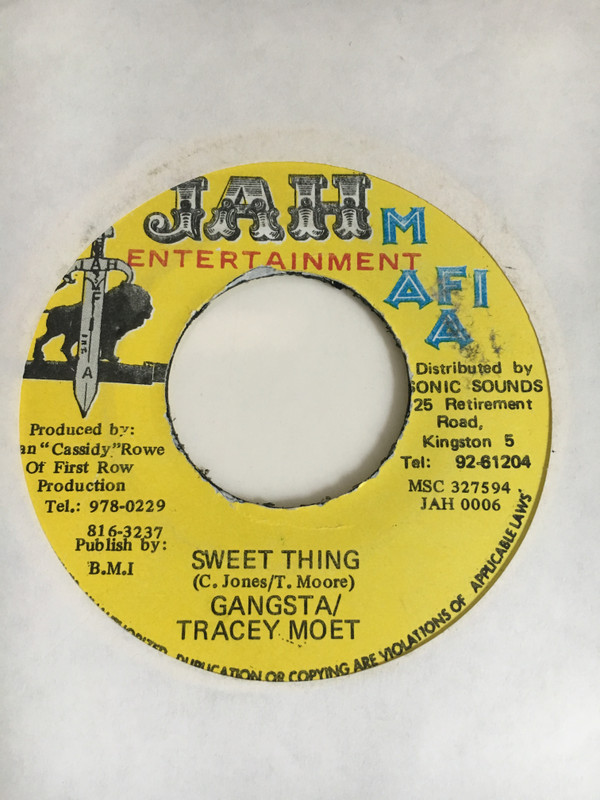 JAH
ENTERTAINMENT
M
AFI
A
Produced by:
an "Cassidy" Rowe
Of First Row
Production
Tel.: 978-0229
816-3237
Publish by:
B.M.I
Distributed by
SONIC SOUNDS
25 Retirement
Road,
Kingston 5
Tel: 92-61204
MSC 327594
JAH 0006
SWEET THING
(C. Jones/T. Moore)
GANGSTA/
TRACEY MOET
DUPLICATION OR COPYING ARE VIOLATIONS OF APPLICABLE LAWS'